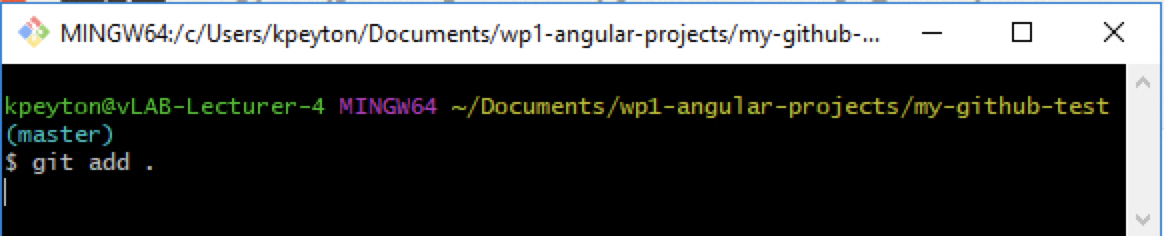 MINGW64:/c/Users/kpeyton/Documents/wp1-angular-projects/my-github-...
kpeyton@vLAB-Lecturer-4 MINGW64 ~/Documents/wp1-angular-projects/my-github-test
(master)
$ git add .